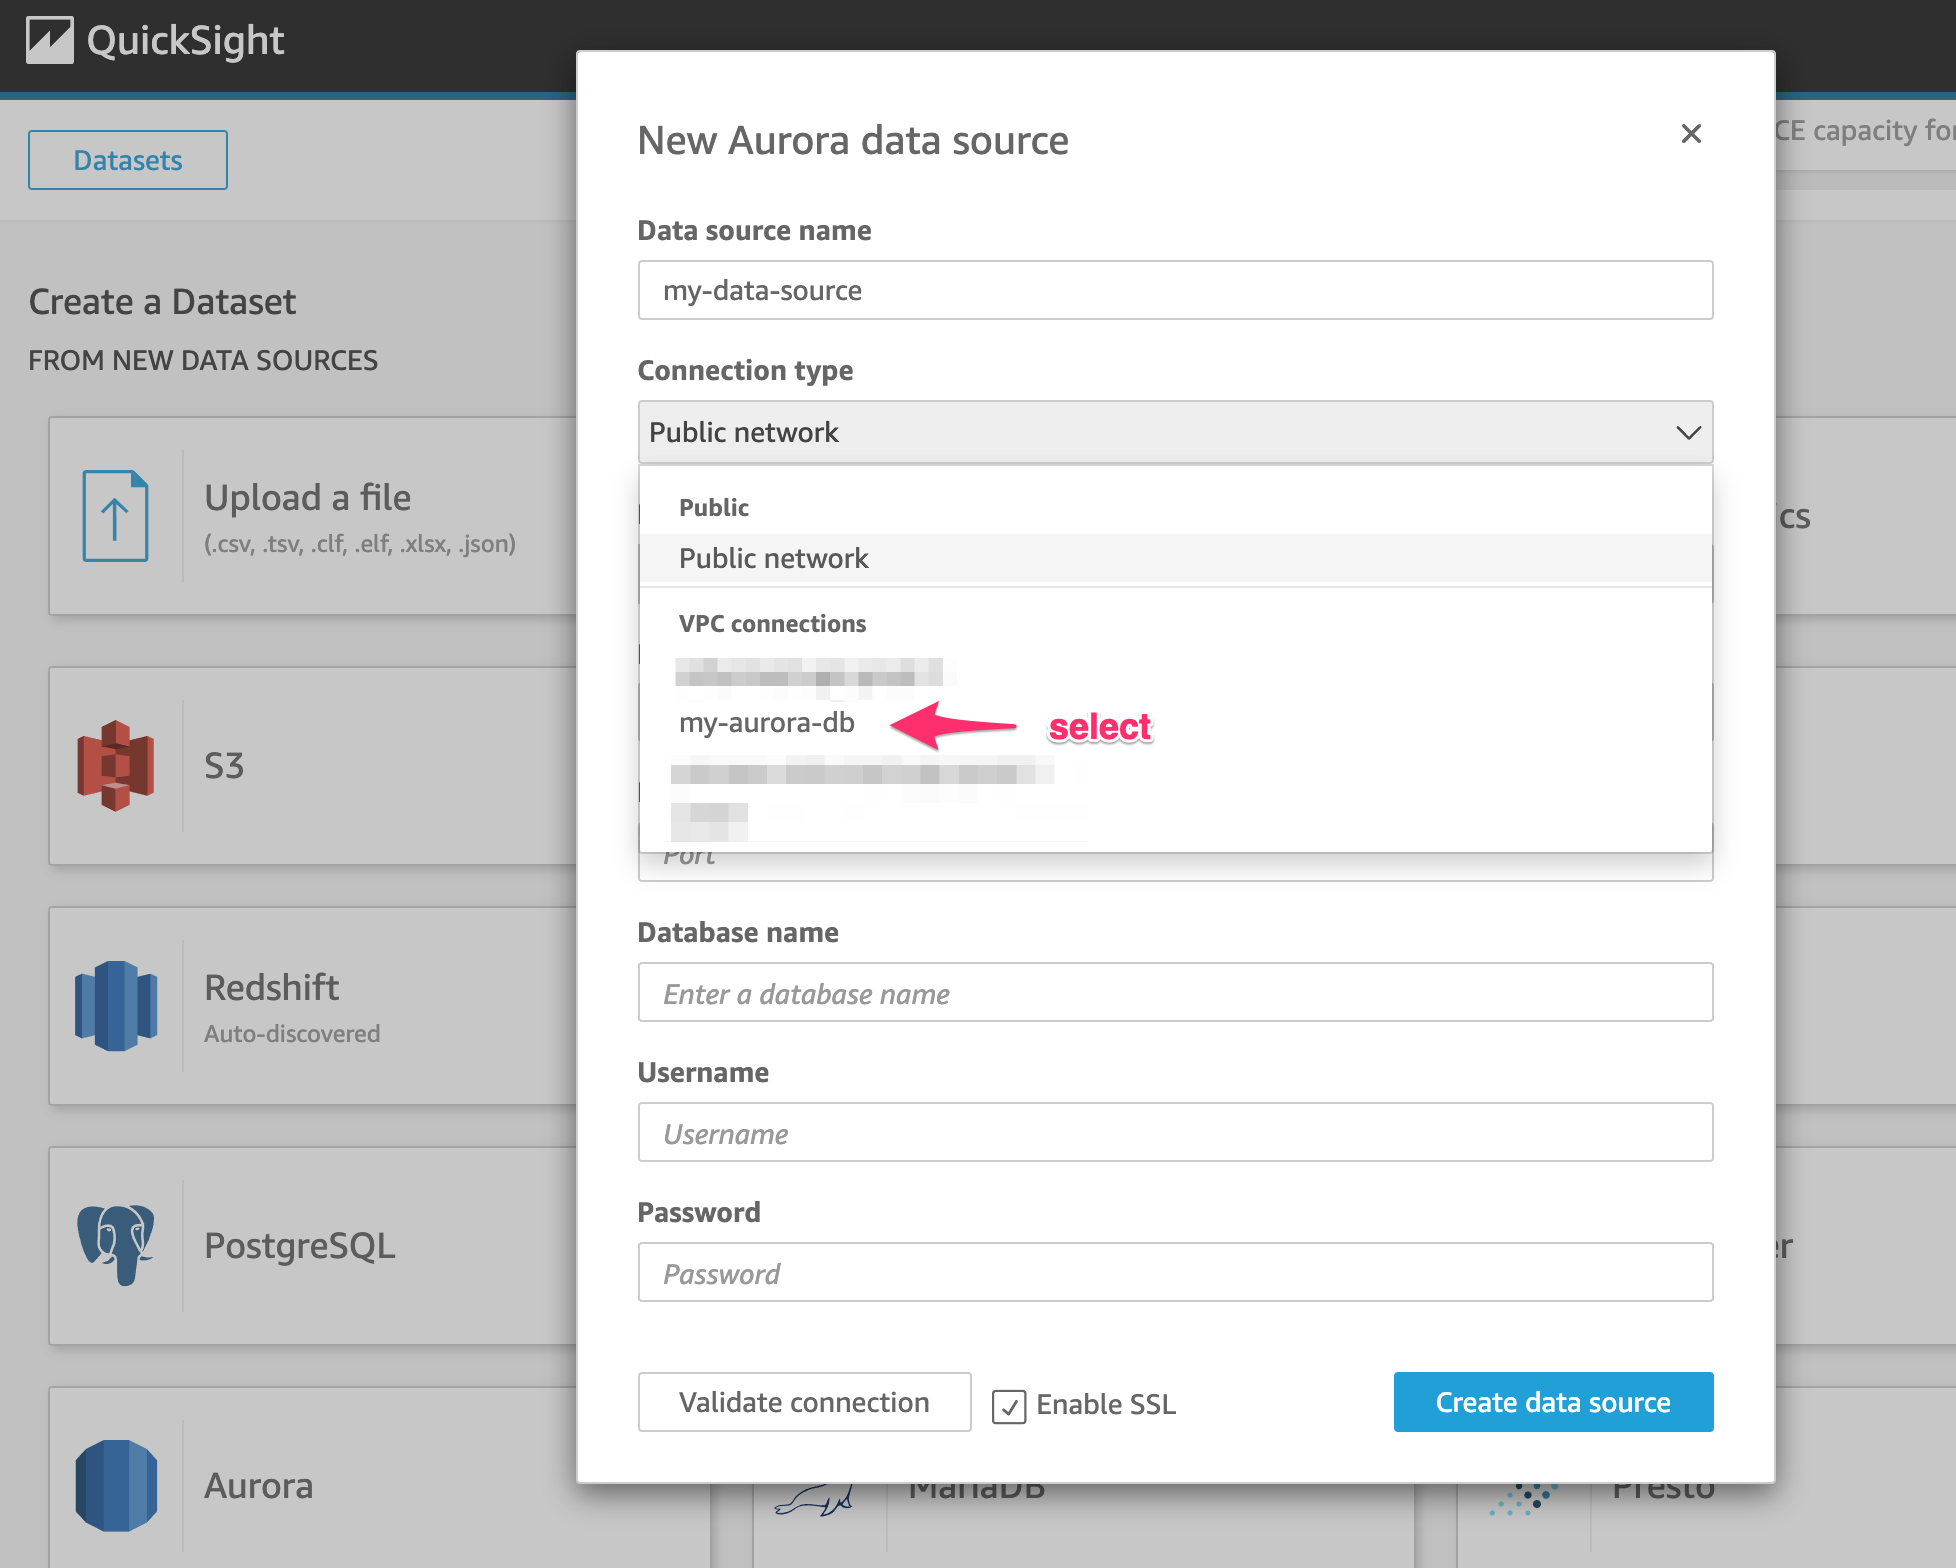 QuickSight
Datasets
CE capacity for
Create a Dataset
FROM NEW DATA SOURCES
Upload a file
(.csv, .tsv, .clf, .elf, .xlsx, .json)
S3
Redshift
Auto-discovered
PostgreSQL
Aurora
MariaDB
Presto
cs
er
New Aurora data source
Data source name
my-data-source
Connection type
Public network
Public
Public network
VPC connections
my-aurora-db
select
Port
Database name
Enter a database name
Username
Username
Password
Password
Validate connection
Enable SSL
Create data source